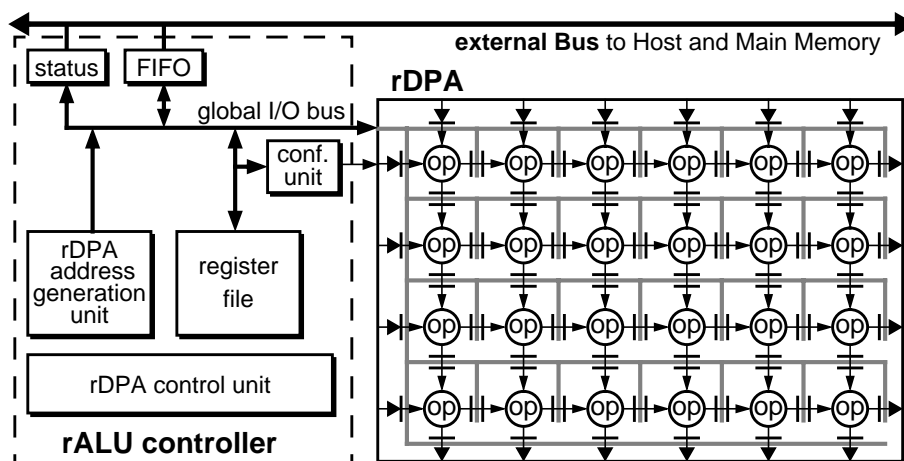 external Bus to Host and Main Memory
status
FIFO
rDPA
global I/O bus
conf.
unit
op op op op op op
rDPA
address
generation
unit
register
file
op op op op op op
op op op op op op
rDPA control unit
op op op op op op
rALU controller